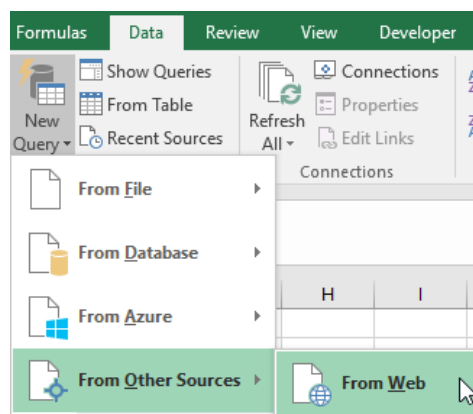 Formulas Data Review View Developer
Show Queries
From Table
Recent Sources
New
Query
Refresh
All
Connections
Properties
Edit Links
Connections
From File
From Database
H I
From Azure
From Other Sources
From Web